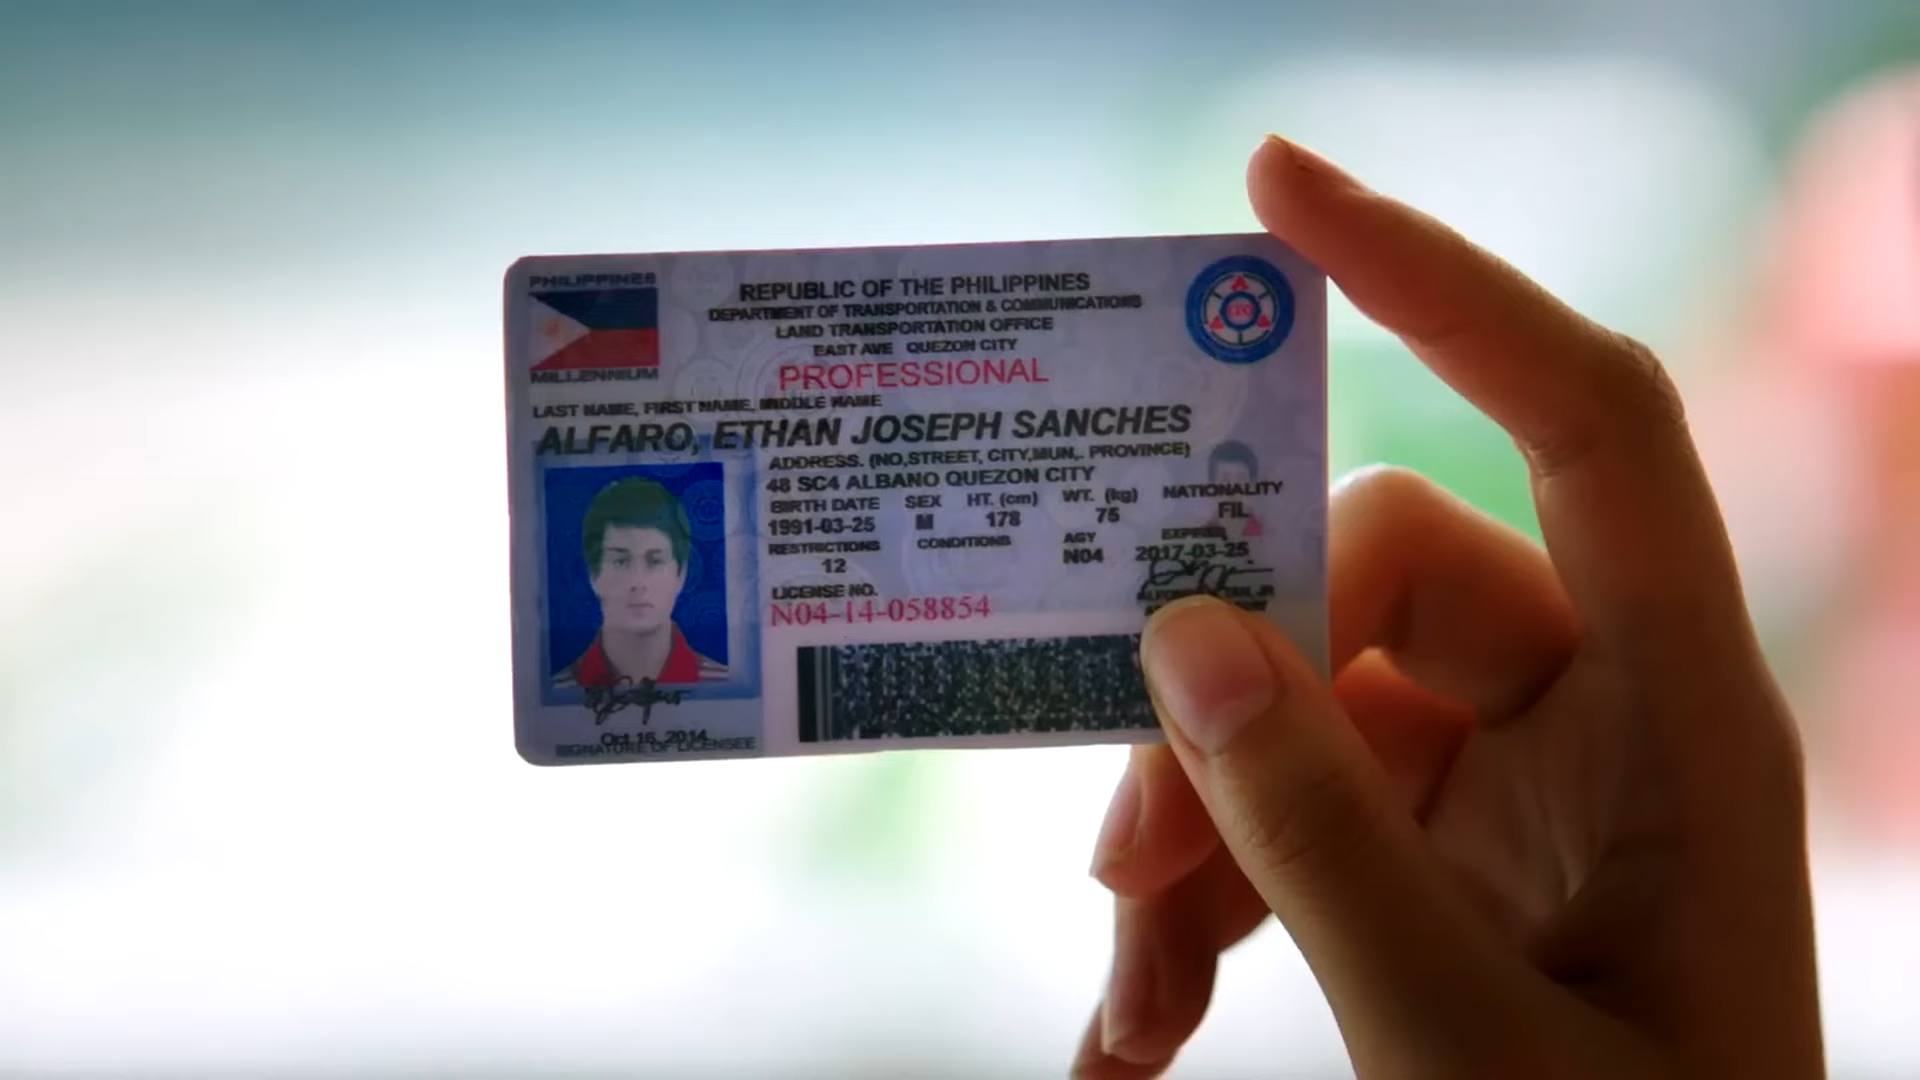 PHILIPPINES
MILLENNIUM
REPUBLIC OF THE PHILIPPINES
DEPARTMENT OF TRANSPORTATION & COMMUNICATIONS
LAND TRANSPORTATION OFFICE
EAST AVE QUEZON CITY
PROFESSIONAL
LTO
LAST NAME, FIRST NAME, MIDDLE NAME
ALFARO, ETHAN JOSEPH SANCHES
ADDRESS. (NO,STREET, CITY,MUN,. PROVINCE)
48 SC4 ALBANO QUEZON CITY
BIRTH DATE SEX HT. (cm) WT. (kg) NATIONALITY
1991-03-25 M 178 75 FIL
RESTRICTIONS CONDITIONS AGY EXPIRES
12 N04 2017-03-25
LICENSE NO.
N04-14-058854
Oct 16, 2014
SIGNATURE OF LICENSEE